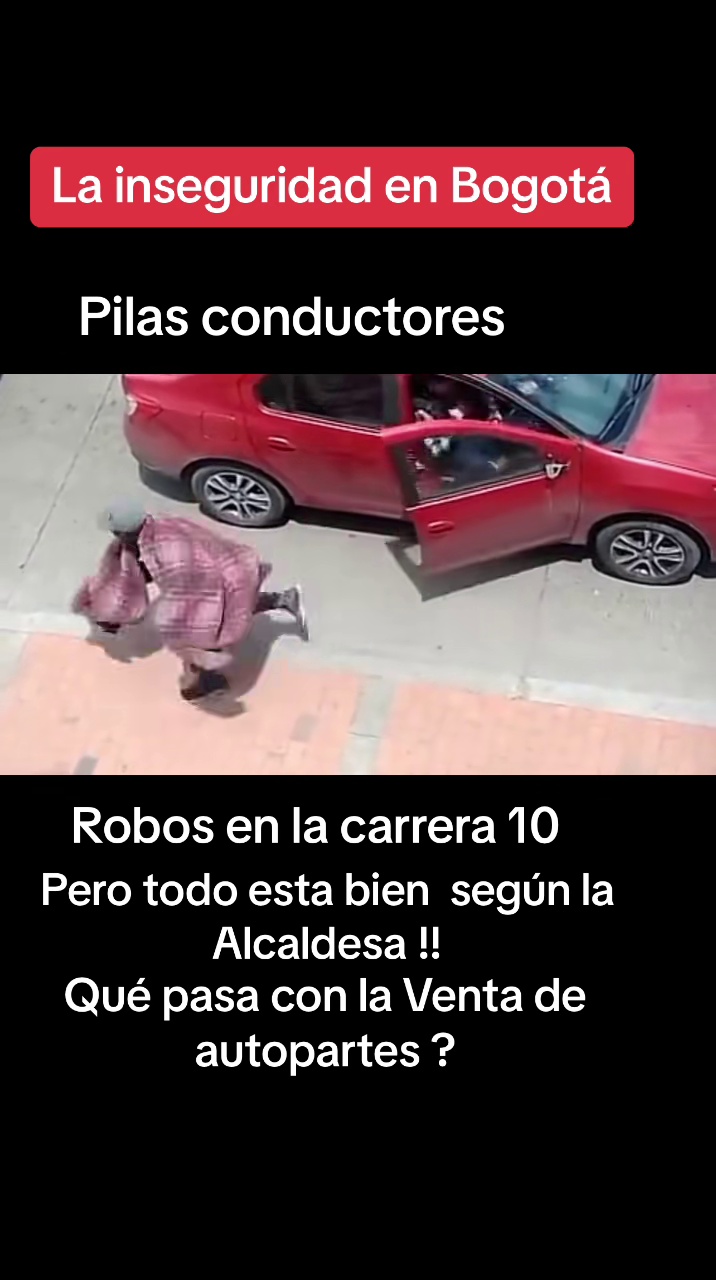 La inseguridad en Bogotá
Pilas conductores
Robos en la carrera 10
Pero todo esta bien  según la
Alcaldesa !!
Qué pasa con la Venta de
autopartes ?